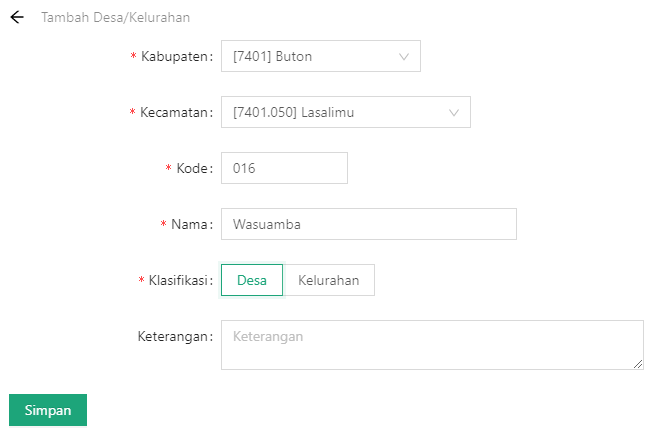 Tambah Desa/Kelurahan
* Kabupaten: [7401] Buton
* Kecamatan: [7401.050] Lasalimu
* Kode: 016
* Nama: Wasuamba
* Klasifikasi: Desa Kelurahan
Keterangan: Keterangan
Simpan